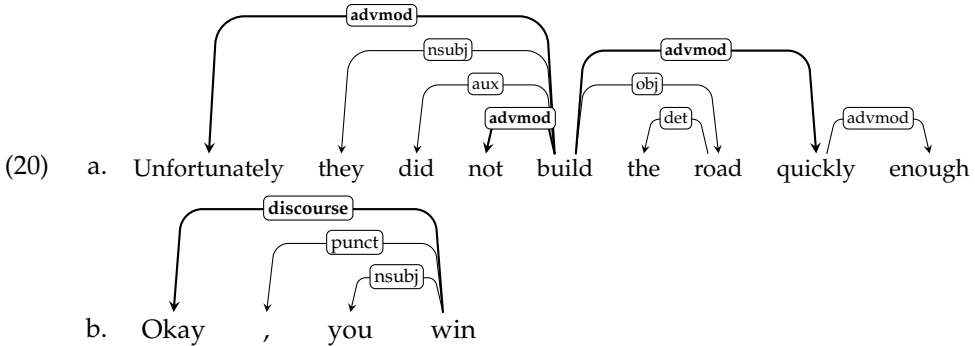 advmod
nsubj advmod
aux obj
advmod det advmod
(20) a. Unfortunately they did not build the road quickly enough
discourse
punct
nsubj
b. Okay , you win